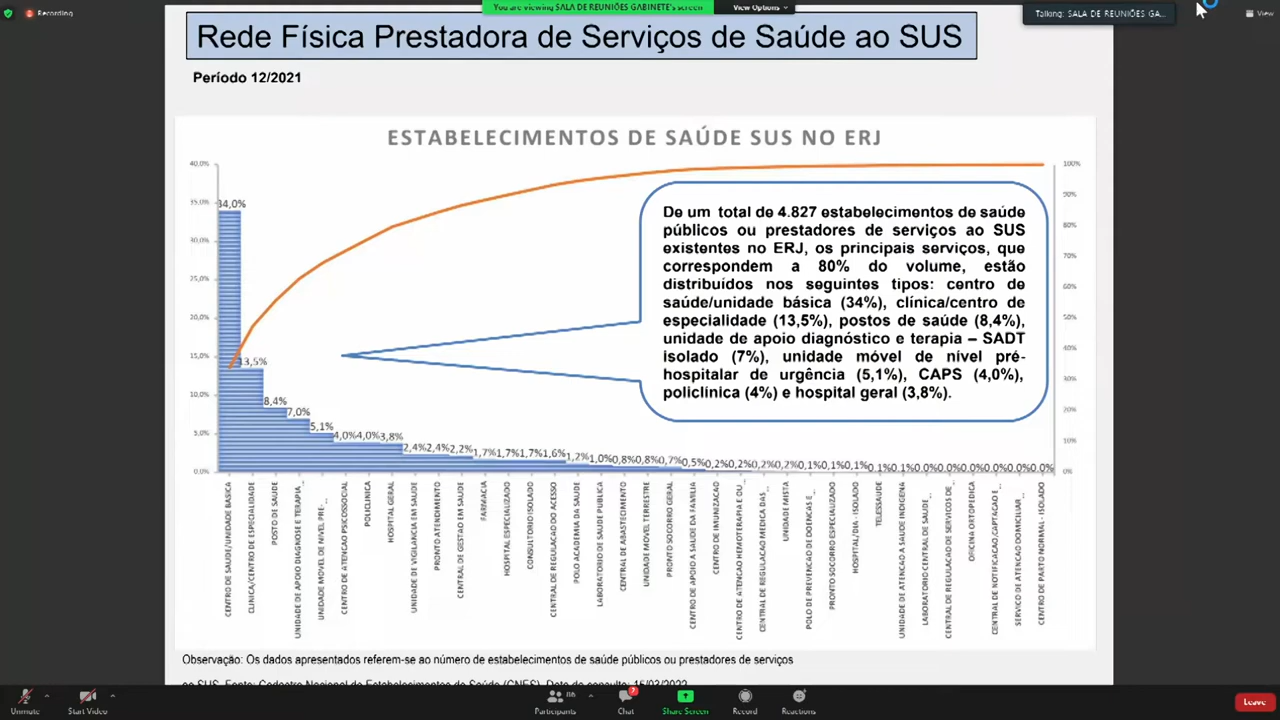 Recording
You are viewing SALA DE REUNIÕES GABINETE's screen
View Options
Talking: SALA DE REUNIÕES GA...
View
Rede Física Prestadora de Serviços de Saúde ao SUS
Período 12/2021
ESTABELECIMENTOS DE SAÚDE SUS NO ERJ
40,0%
35,0%
30,0%
25,0%
20,0%
15,0%
10,0%
5,0%
0,0%
100%
90%
80%
70%
60%
50%
40%
30%
20%
10%
0%
34,0%
13,5%
8,4%
7,0%
5,1%
4,0%
4,0%
3,8%
2,4%
2,4%
2,2%
1,7%
1,7%
1,7%
1,6%
1,2%
1,0%
0,8%
0,8%
0,7%
0,5%
0,2%
0,2%
0,2%
0,2%
0,1%
0,1%
0,1%
0,1%
0,1%
0,0%
0,0%
0,0%
0,0%
0,0%
0,0%
De um total de 4.827 estabelecimentos de saúde
públicos ou prestadores de serviços ao SUS
existentes no ERJ, os principais serviços, que
correspondem a 80% do volume, estão
distribuídos nos seguintes tipos: centro de
saúde/unidade básica (34%), clínica/centro de
especialidade (13,5%), postos de saúde (8,4%),
unidade de apoio diagnóstico e terapia – SADT
isolado (7%), unidade móvel de nível pré-
hospitalar de urgência (5,1%), CAPS (4,0%),
policlínica (4%) e hospital geral (3,8%).
CENTRO DE SAUDE/UNIDADE BASICA
CLINICA/CENTRO DE ESPECIALIDADE
POSTO DE SAUDE
UNIDADE DE APOIO DIAGNOSE E TERAPIA...
UNIDADE MOVEL DE NIVEL PRE-...
CENTRO DE ATENCAO PSICOSSOCIAL
POLICLINICA
HOSPITAL GERAL
UNIDADE DE VIGILANCIA EM SAUDE
PRONTO ATENDIMENTO
CENTRAL DE GESTAO EM SAUDE
FARMACIA
HOSPITAL ESPECIALIZADO
CONSULTORIO ISOLADO
CENTRAL DE REGULACAO DO ACESSO
POLO ACADEMIA DA SAUDE
LABORATORIO DE SAUDE PUBLICA
CENTRAL DE ABASTECIMENTO
UNIDADE MOVEL TERRESTRE
PRONTO SOCORRO GERAL
CENTRO DE APOIO A SAUDE DA FAMILIA
CENTRO DE IMUNIZACAO
CENTRO DE ATENCAO HEMOTERAPIA E OU...
CENTRAL DE REGULACAO MEDICA DAS...
UNIDADE MISTA
POLO DE PREVENCAO DE DOENCAS E...
PRONTO SOCORRO ESPECIALIZADO
HOSPITAL/DIA - ISOLADO
TELESSAUDE
UNIDADE DE ATENCAO A SAUDE INDIGENA
LABORATORIO CENTRAL DE SAUDE...
CENTRAL DE REGULACAO DE SERVICOS DE...
OFICINA ORTOPEDICA
CENTRAL DE NOTIFICACAO,CAPTACAO E...
SERVICO DE ATENCAO DOMICILIAR...
CENTRO DE PARTO NORMAL - ISOLADO
Observação: Os dados apresentados referem-se ao número de estabelecimentos de saúde públicos ou prestadores de serviços
ao SUS. Fonte: Cadastro Nacional de Estabelecimentos de Saúde (CNES). Data da consulta: 15/03/2022
Unmute
Start Video
Participants
7
Chat
Share Screen
Record
Reactions
Leave